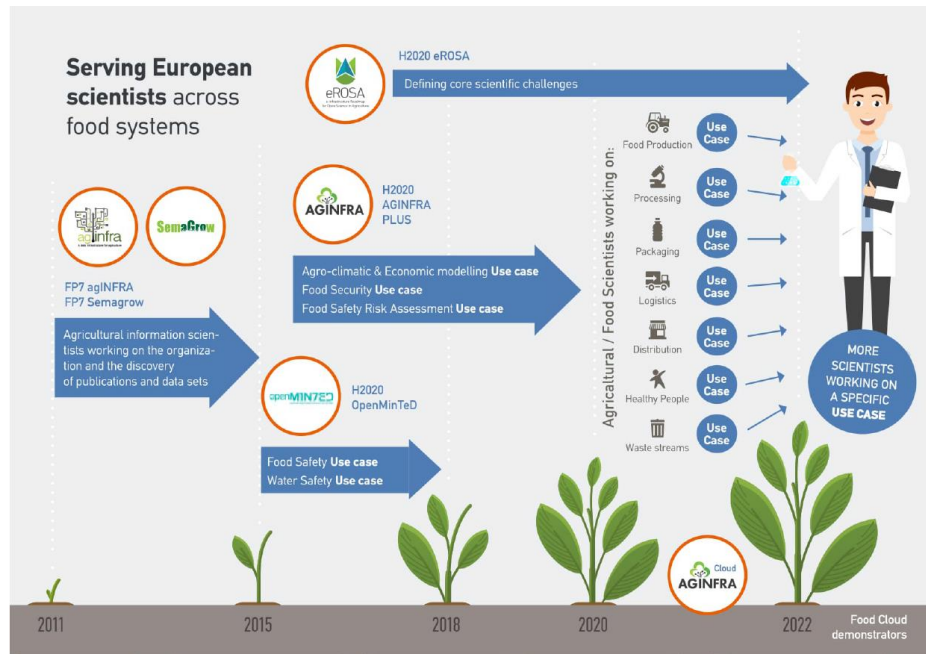 Serving European
scientists across
food systems
eROSA
H2020 eROSA
Defining core scientific challenges
aginfra
SemaGrow
FP7 agINFRA
FP7 Semagrow
Agricultural information scien-
tists working on the organiza-
tion and the discovery
of publications and data sets
AGINFRA
H2020
AGINFRA
PLUS
Agro-climatic & Economic modelling Use case
Food Security Use case
Food Safety Risk Assessment Use case
openMINTED
H2020
OpenMinTeD
Food Safety Use case
Water Safety Use case
Agricaltural / Food Scientists working on:
Food Production
Use
Case
Processing
Use
Case
Packaging
Use
Case
Logistics
Use
Case
Distribution
Use
Case
Healthy People
Use
Case
Waste streams
Use
Case
MORE
SCIENTISTS
WORKING ON
A SPECIFIC
USE CASE
Cloud
AGINFRA
2011
2015
2018
2020
2022
Food Cloud
demonstrators